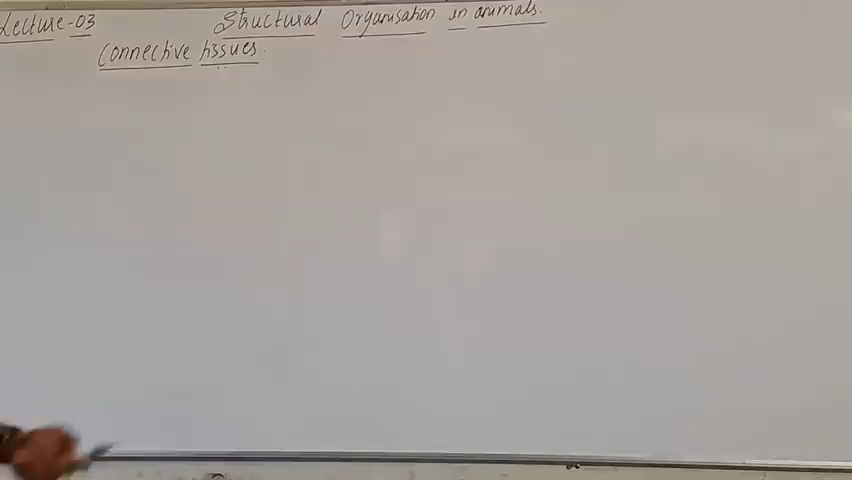 Lecture-03 Structural Organisation in animals.
Connective tissues.